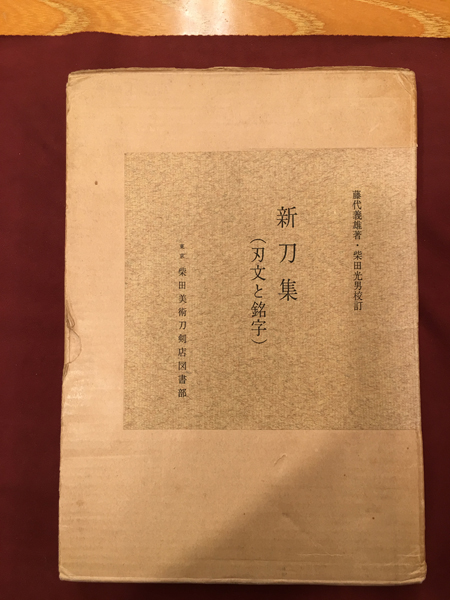 藤代義雄著・柴田光男校訂
新刀集
（刃文と銘字）
東京 柴田美術刀剣店図書部